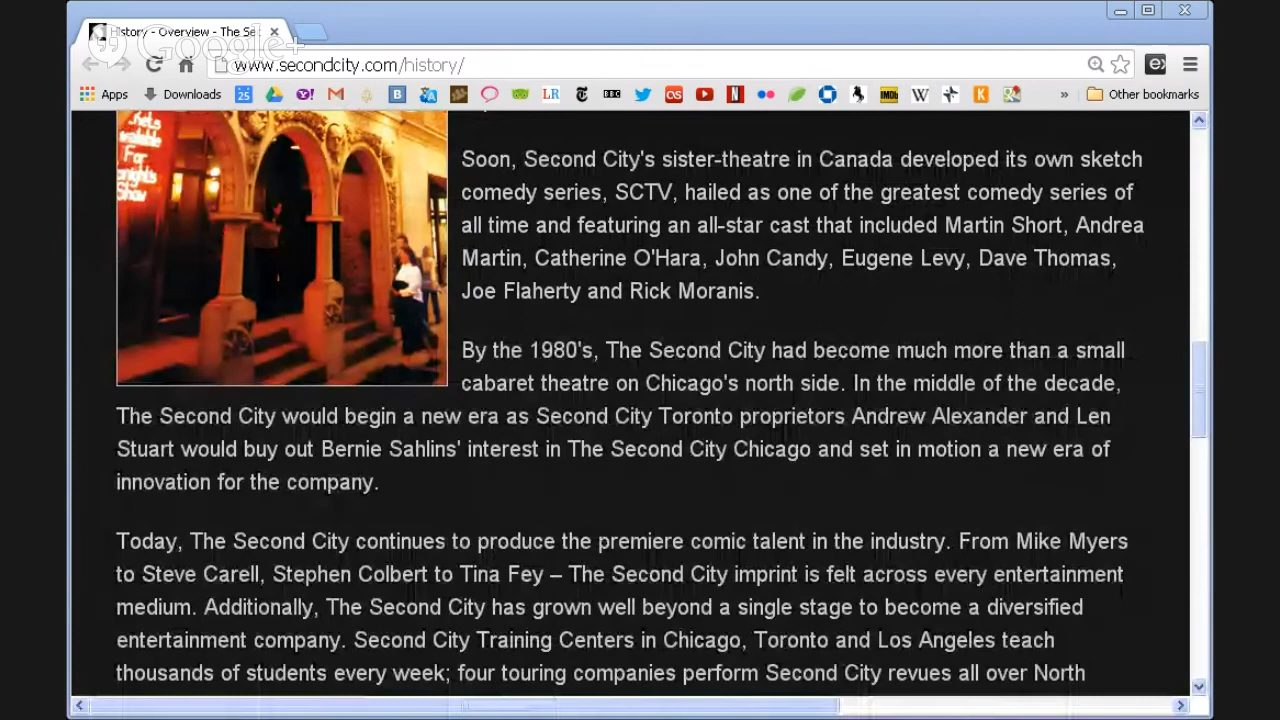 History - Overview - The Se
Google+
www.secondcity.com/history/
Apps
Downloads
25
B
LR
BBC
N
IMDb
W
K
»
Other bookmarks
For
Show
Soon, Second City's sister-theatre in Canada developed its own sketch
comedy series, SCTV, hailed as one of the greatest comedy series of
all time and featuring an all-star cast that included Martin Short, Andrea
Martin, Catherine O'Hara, John Candy, Eugene Levy, Dave Thomas,
Joe Flaherty and Rick Moranis.
By the 1980's, The Second City had become much more than a small
cabaret theatre on Chicago's north side. In the middle of the decade,
The Second City would begin a new era as Second City Toronto proprietors Andrew Alexander and Len
Stuart would buy out Bernie Sahlins' interest in The Second City Chicago and set in motion a new era of
innovation for the company.
Today, The Second City continues to produce the premiere comic talent in the industry. From Mike Myers
to Steve Carell, Stephen Colbert to Tina Fey – The Second City imprint is felt across every entertainment
medium. Additionally, The Second City has grown well beyond a single stage to become a diversified
entertainment company. Second City Training Centers in Chicago, Toronto and Los Angeles teach
thousands of students every week; four touring companies perform Second City revues all over North